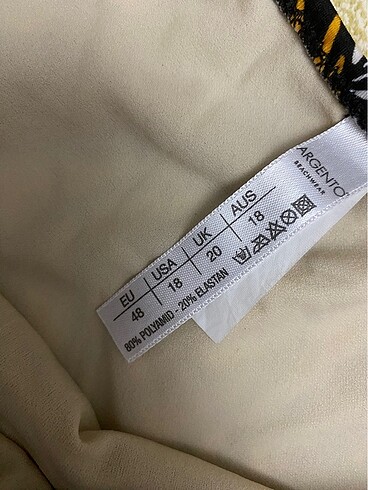 ARGENTO
BEACHWEAR
EU USA UK AUS
48 18 20 18
80% POLYAMID - 20% ELASTAN